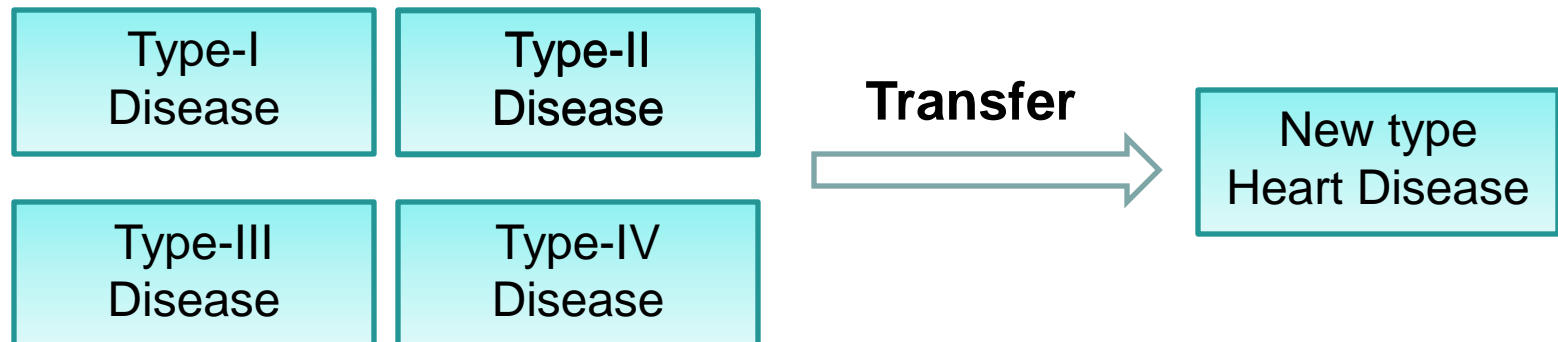 Type-I
Disease
Type-II
Disease
Transfer
New type
Heart Disease
Type-III
Disease
Type-IV
Disease